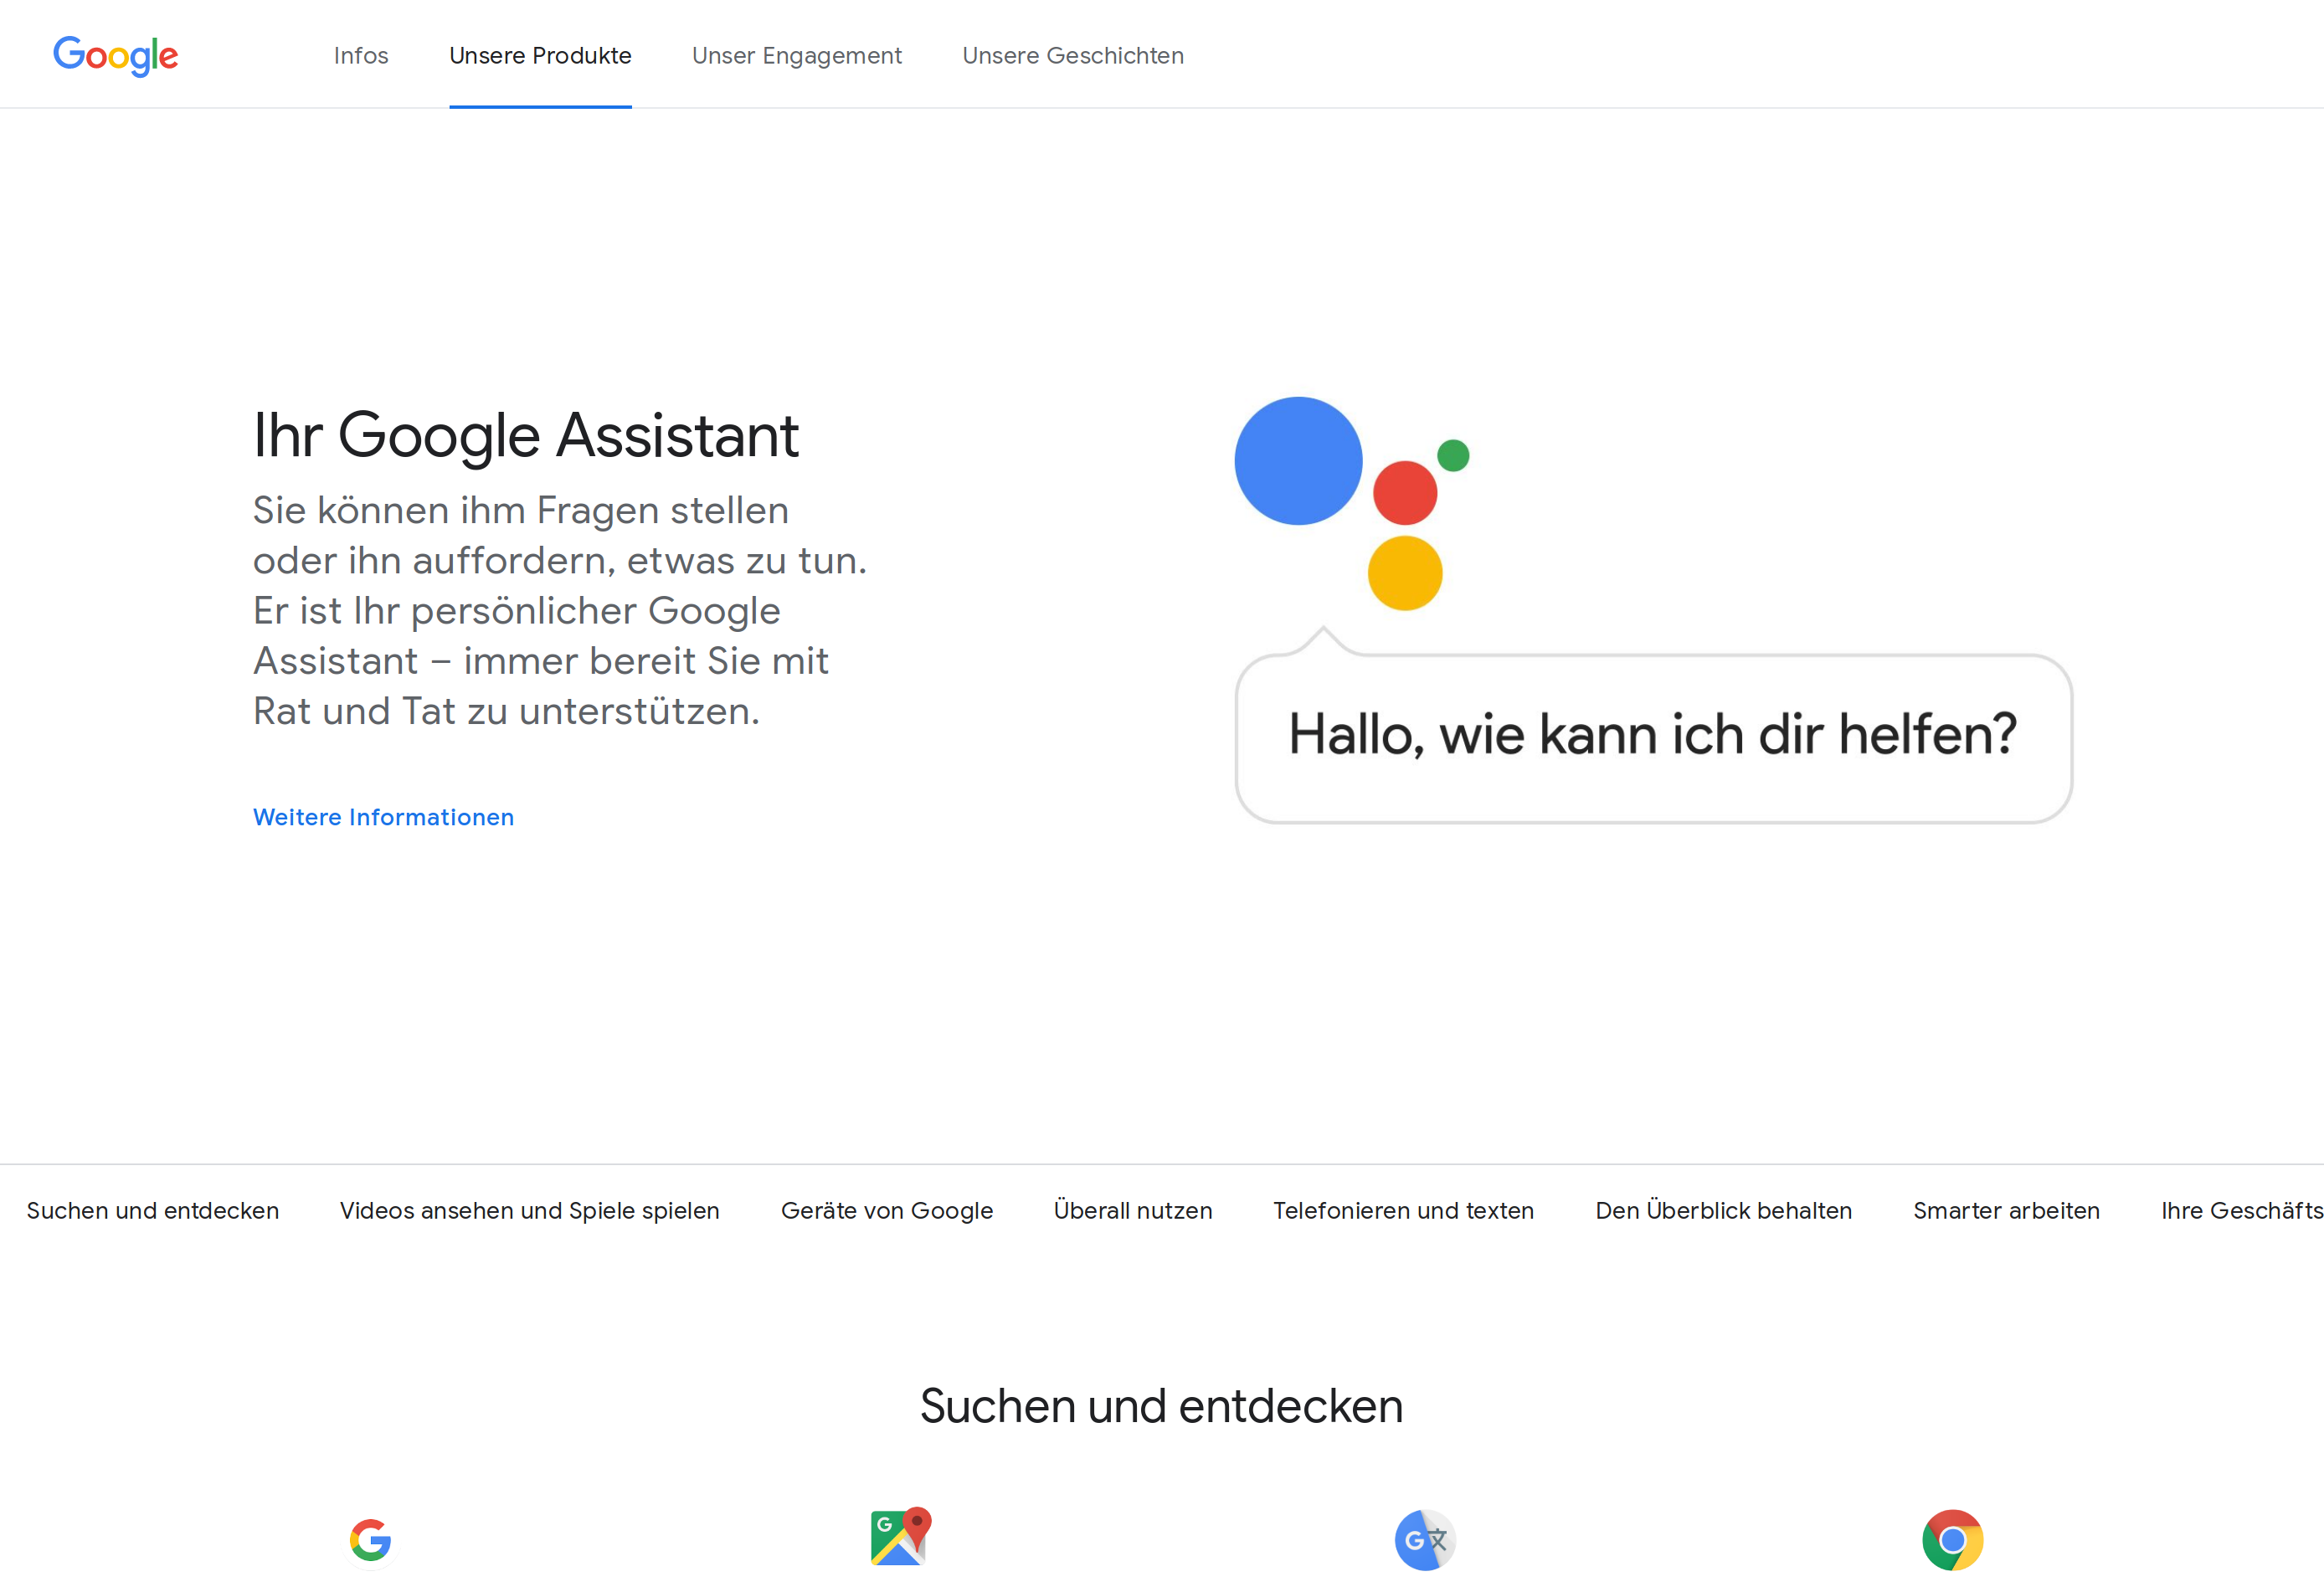 Google
Infos
Unsere Produkte
Unser Engagement
Unsere Geschichten
Ihr Google Assistant
Sie können ihm Fragen stellen
oder ihn auffordern, etwas zu tun.
Er ist Ihr persönlicher Google
Assistant – immer bereit Sie mit
Rat und Tat zu unterstützen.
Weitere Informationen
Hallo, wie kann ich dir helfen?
Suchen und entdecken
Videos ansehen und Spiele spielen
Geräte von Google
Überall nutzen
Telefonieren und texten
Den Überblick behalten
Smarter arbeiten
Ihre Geschäfts
Suchen und entdecken
G
G
G 文